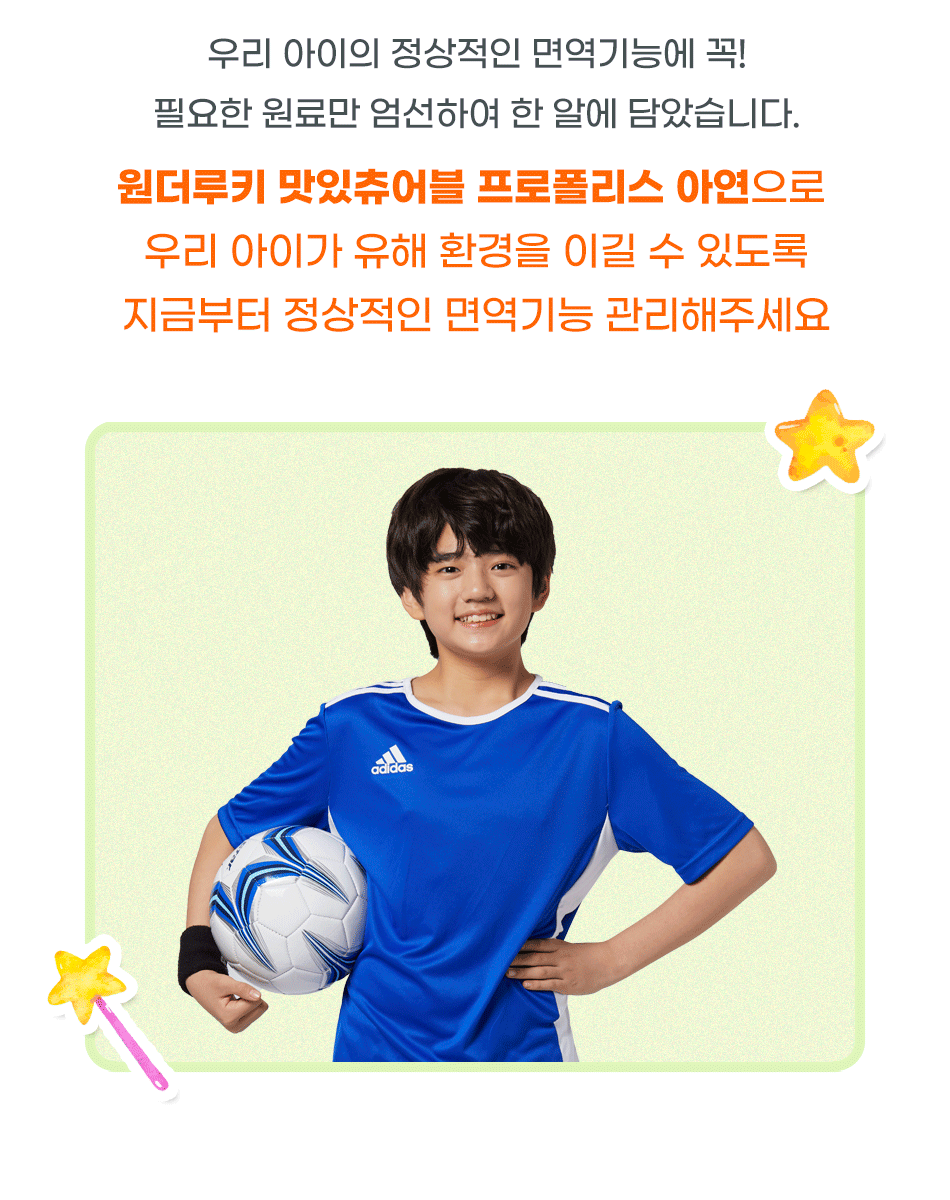 우리 아이의 정상적인 면역기능에 꼭!
필요한 원료만 엄선하여 한 알에 담았습니다.
원더루키 맛있츄어블 프로폴리스 아연으로
우리 아이가 유해 환경을 이길 수 있도록
지금부터 정상적인 면역기능 관리해주세요
adidas